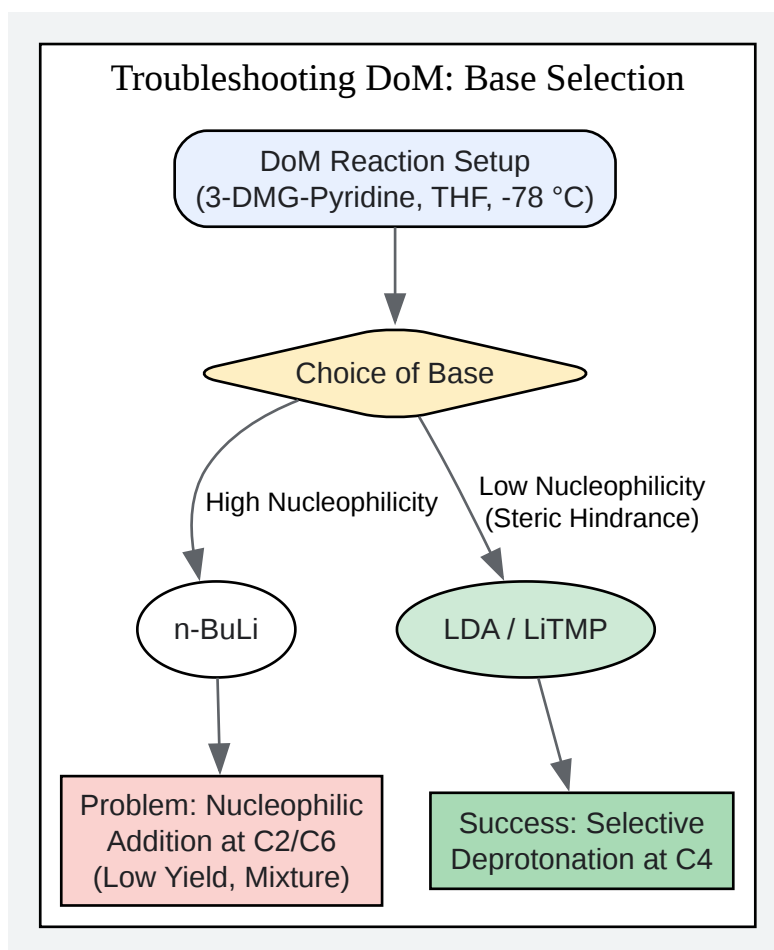 Troubleshooting DoM: Base Selection
DoM Reaction Setup
(3-DMG-Pyridine, THF, -78 °C)
Choice of Base
High Nucleophilicity
Low Nucleophilicity
(Steric Hindrance)
n-BuLi
LDA / LiTMP
Problem: Nucleophilic
Addition at C2/C6
(Low Yield, Mixture)
Success: Selective
Deprotonation at C4